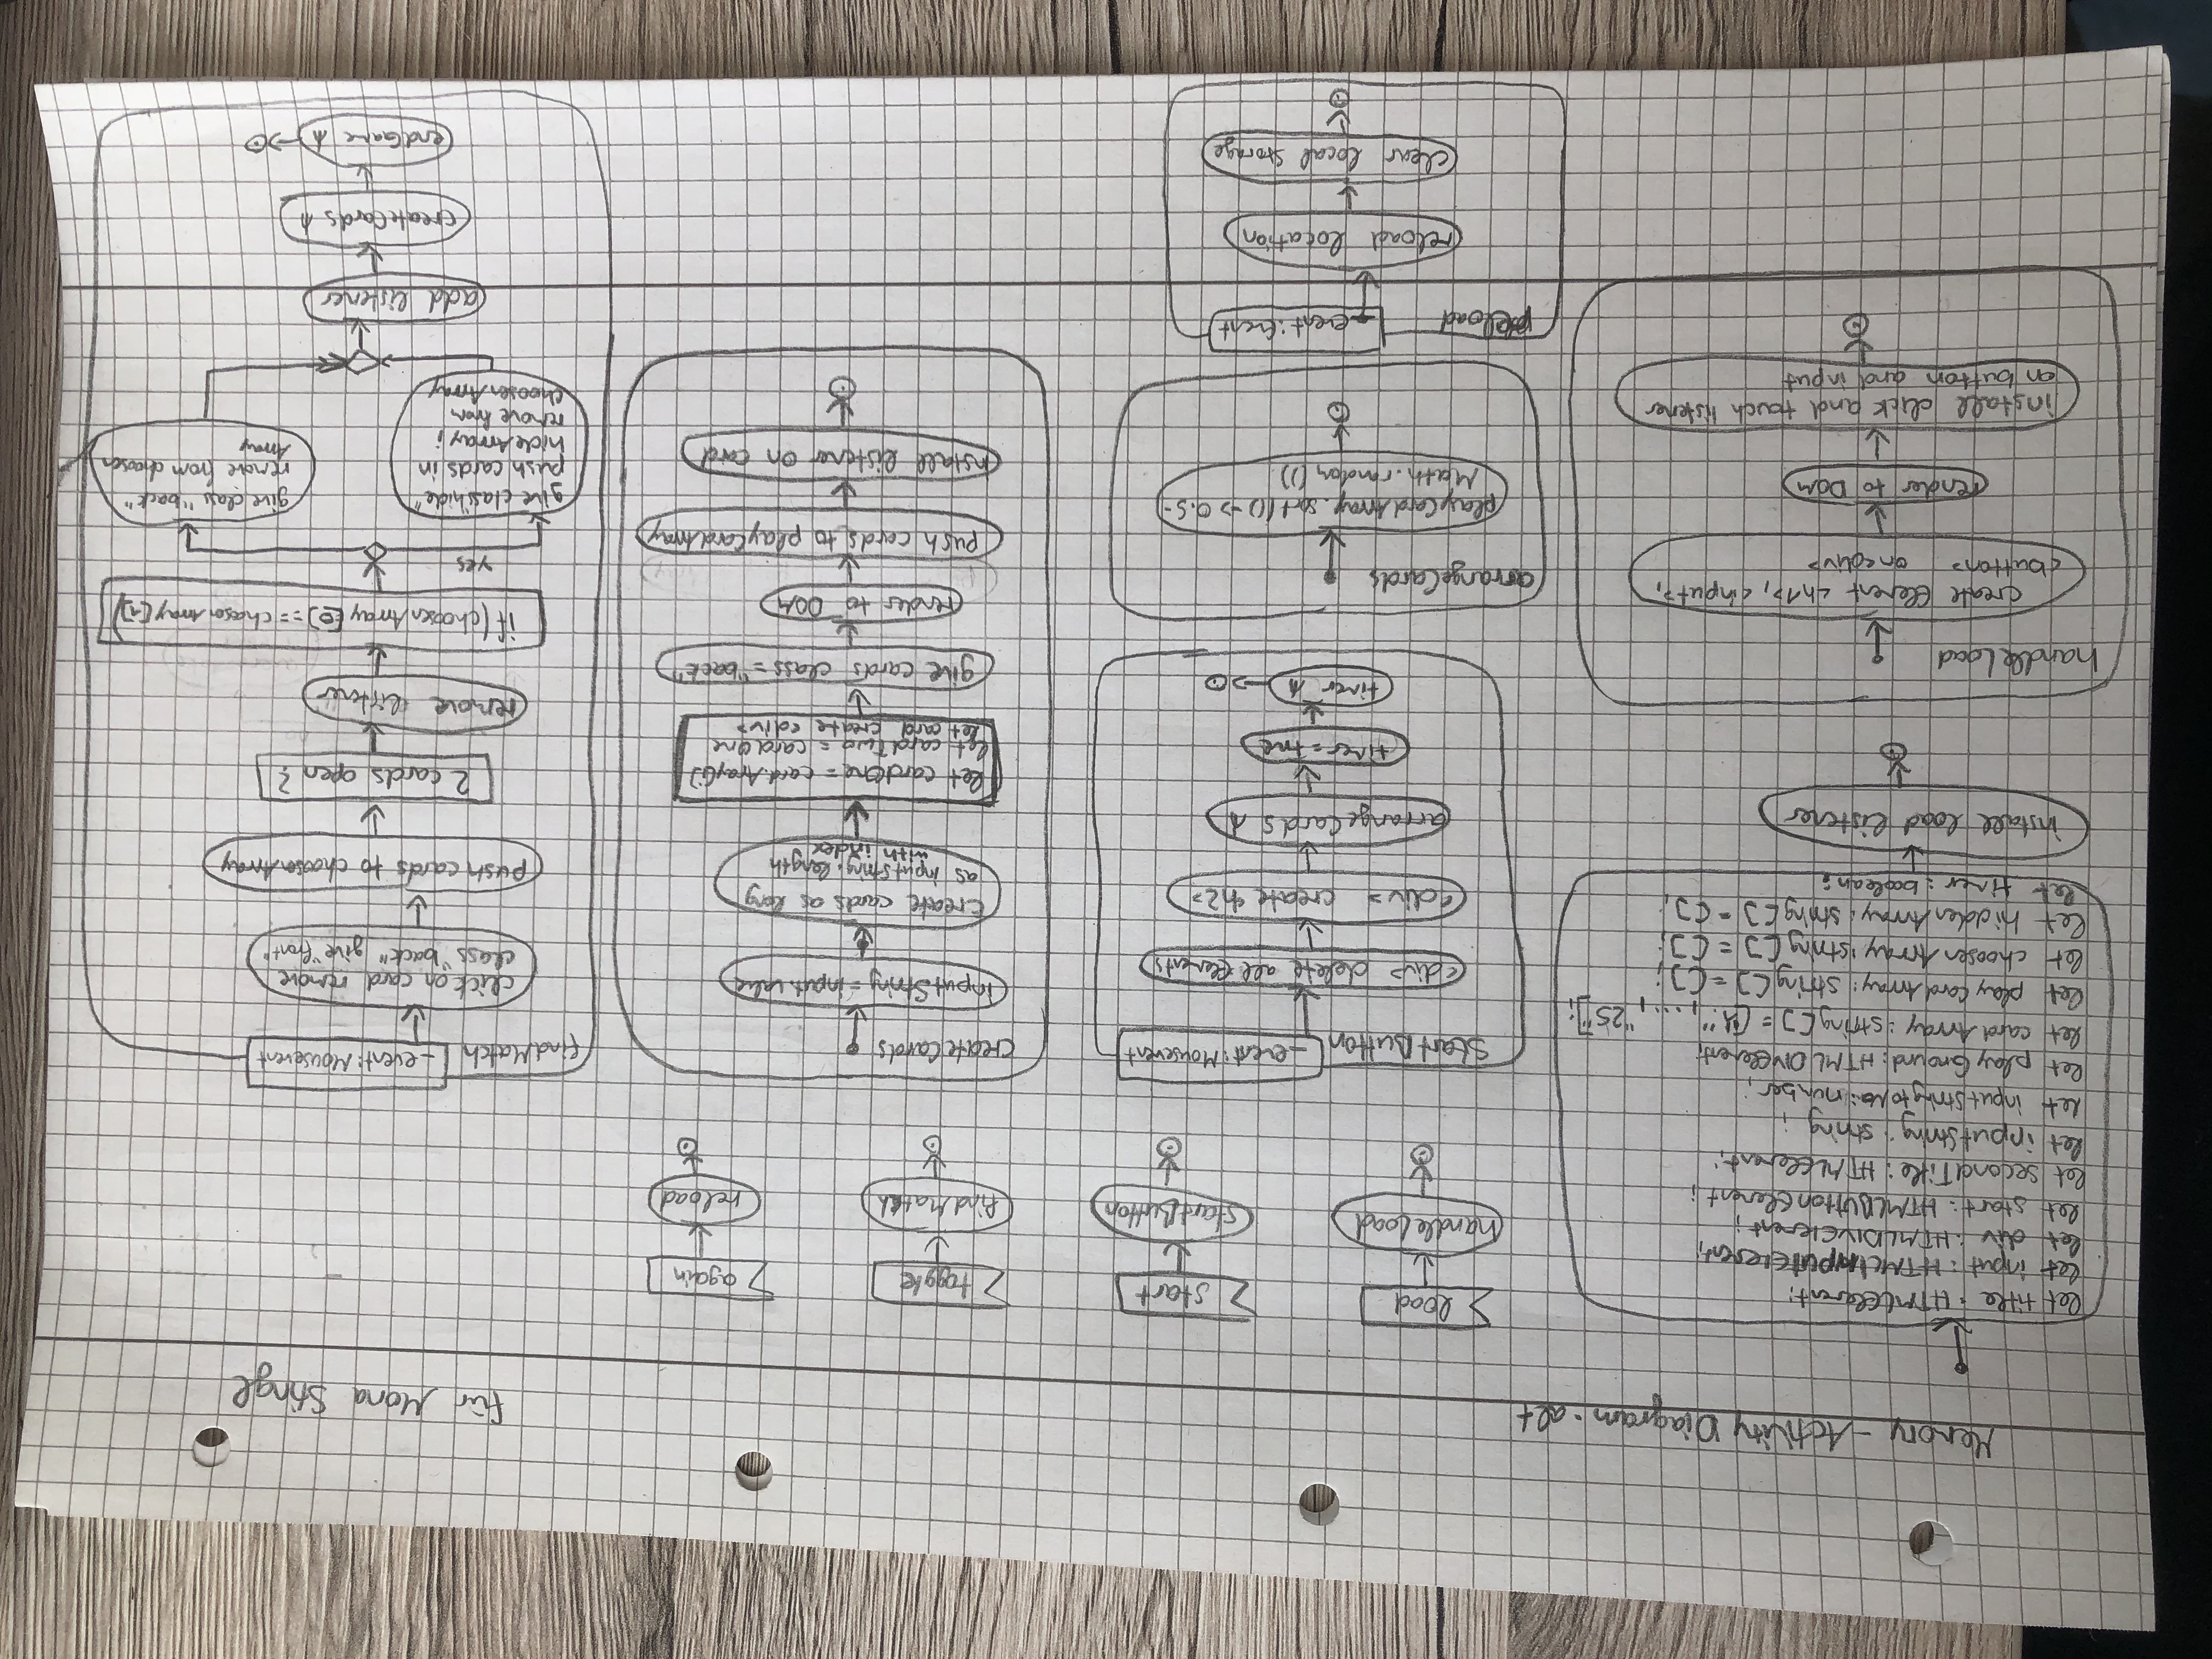 Memory - Activity Diagram - alt
für Mona Stingl
let title : HTMLElement;
let input : HTMLInputElement;
let div : HTMLDIVElement;
let start : HTMLButtonElement;
let secondTitle : HTMLElement;
let inputString : string;
let inputStringtoNo : number;
let playGround : HTMLDivElement;
let cardArray : string[] = ["1", ..., "25"];
let playCardArray : string[] = [];
let choosenArray : string[] = [];
let hiddenArray : string[] = [];
let timer : boolean;
install load listener
handleLoad
create Element <h1>, <input>,
<button> on <div>
render to DOM
install click and touch listener
on button and input
load
handleLoad
start
startButton
toggle
findMatch
again
reload
StartButton
event: Mousevent
<div> delete all elements
<div> create <h2>
arrangeCards
timer = true
timer
arrangeCards
playCardArray.sort(() => 0.5 -
Math.random())
reload
event: Event
reload location
clear local storage
createCards
inputString = input.value
create cards as long
as inputString.length
with index
let cardOne = cardArray[i]
let cardTwo = cardOne
let card create <div>
give cards class = "back"
render to DOM
push cards to playCardArray
install listener on card
findMatch
event: Mousevent
click on card remove
class "back" give "front"
push cards to choosenArray
2 cards open?
remove listener
if (choosenArray[0] == choosenArray[1])
yes
give class "hide"
push cards in
hideArray;
remove from
choosenArray
give class "back"
remove from choosen
Array
add listener
createCards
endGame